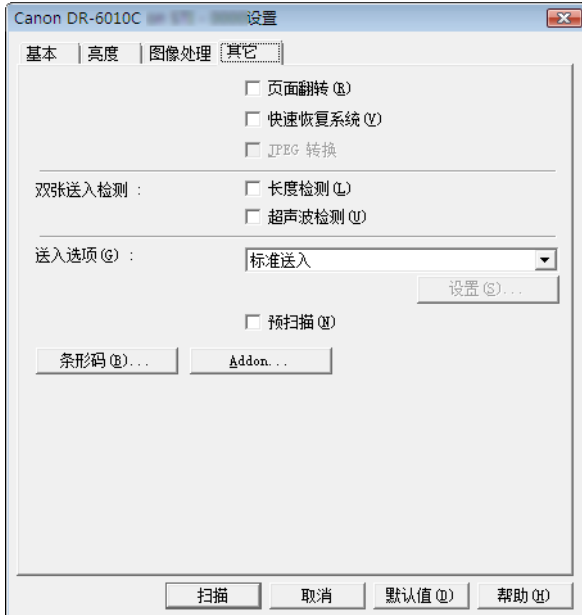 Canon DR-6010C 设置
基本 亮度 图像处理 其它
页面翻转(R)
快速恢复系统(V)
JPEG 转换
双张送入检测 : 长度检测(L)
超声波检测(U)
送入选项(G) : 标准送入
设置(S)...
预扫描(N)
条形码(B)... Addon...
扫描 取消 默认值(D) 帮助(H)